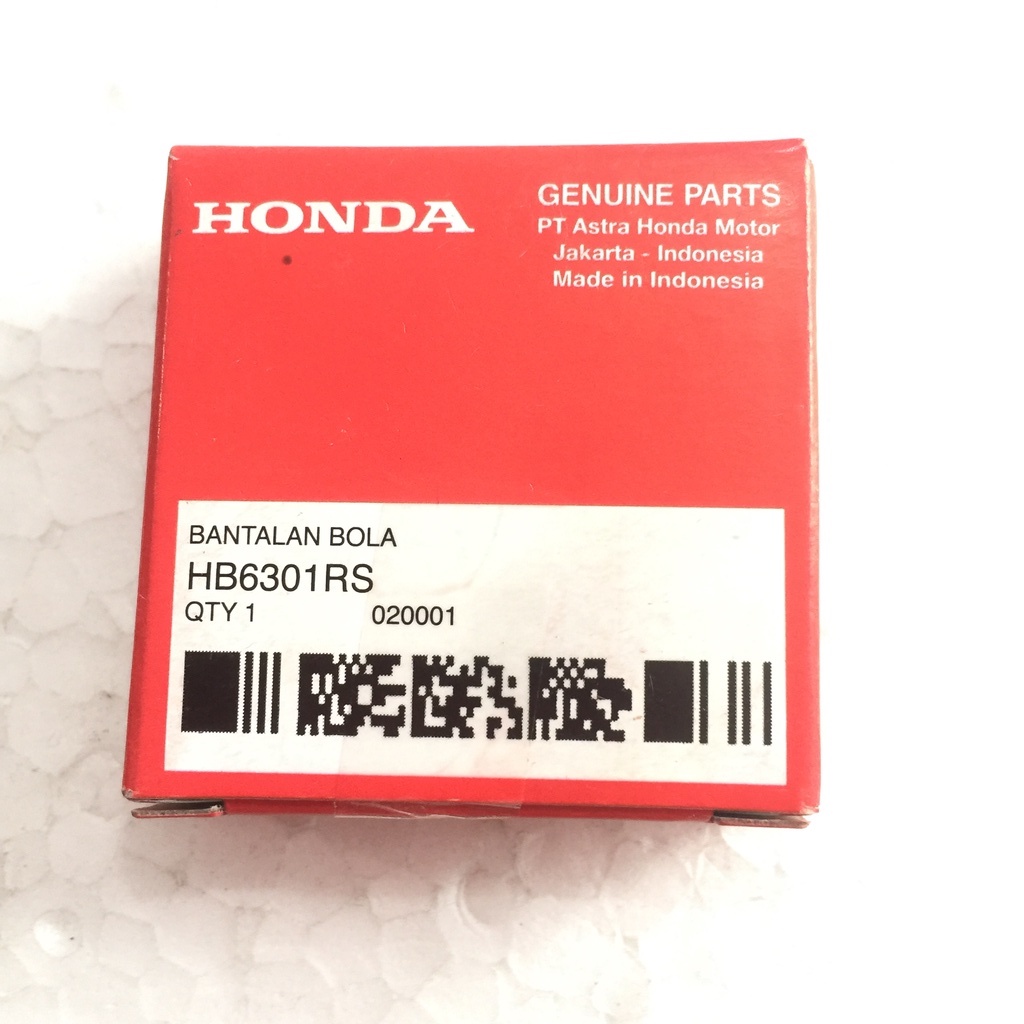 HONDA
GENUINE PARTS
PT Astra Honda Motor
Jakarta - Indonesia
Made in Indonesia
BANTALAN BOLA
HB6301RS
QTY 1 020001